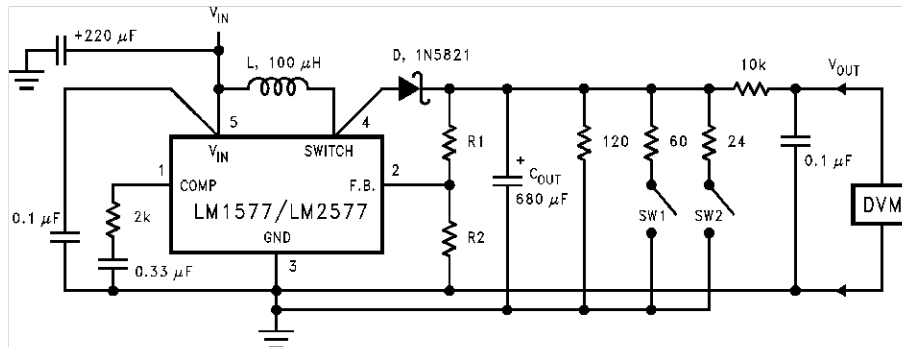 V_IN
+220 µF
L, 100 µH
D, 1N5821
10k
V_OUT
5
4
V_IN
SWITCH
R1
120
60
24
0.1 µF
1
2
COMP
F.B.
+
C_OUT
680 µF
DVM
0.1 µF
2k
LM1577/LM2577
SW1
SW2
GND
R2
3
0.33 µF